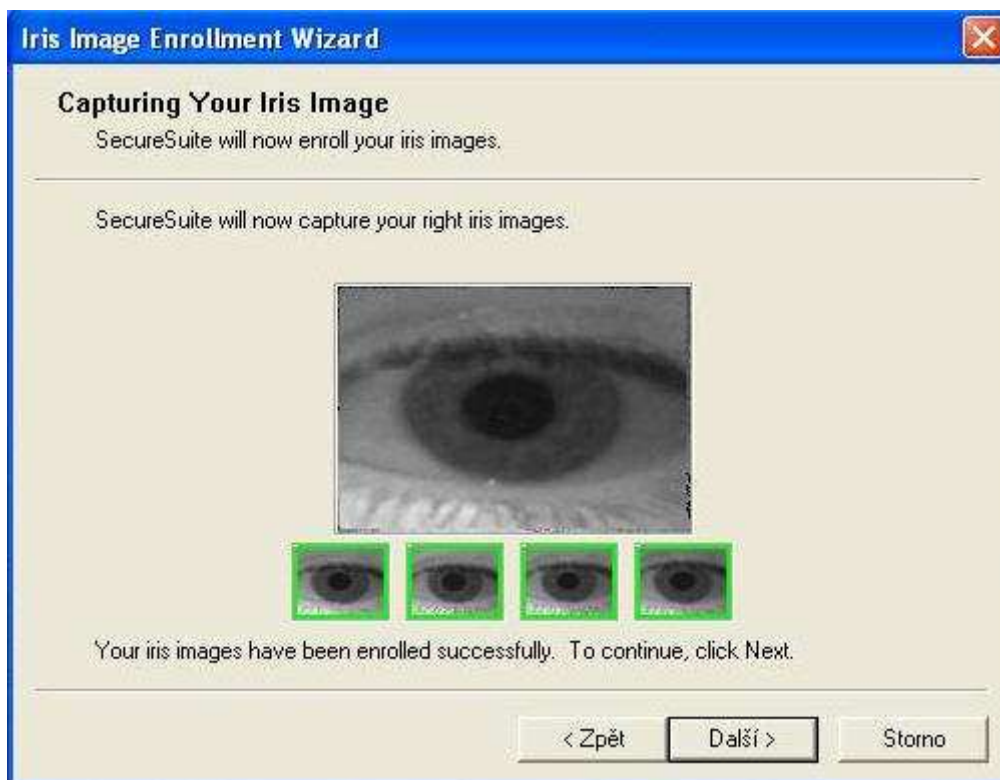 Iris Image Enrollment Wizard
Capturing Your Iris Image
SecureSuite will now enroll your iris images.
SecureSuite will now capture your right iris images.
Your iris images have been enrolled successfully. To continue, click Next.
< Zpět Další > Storno